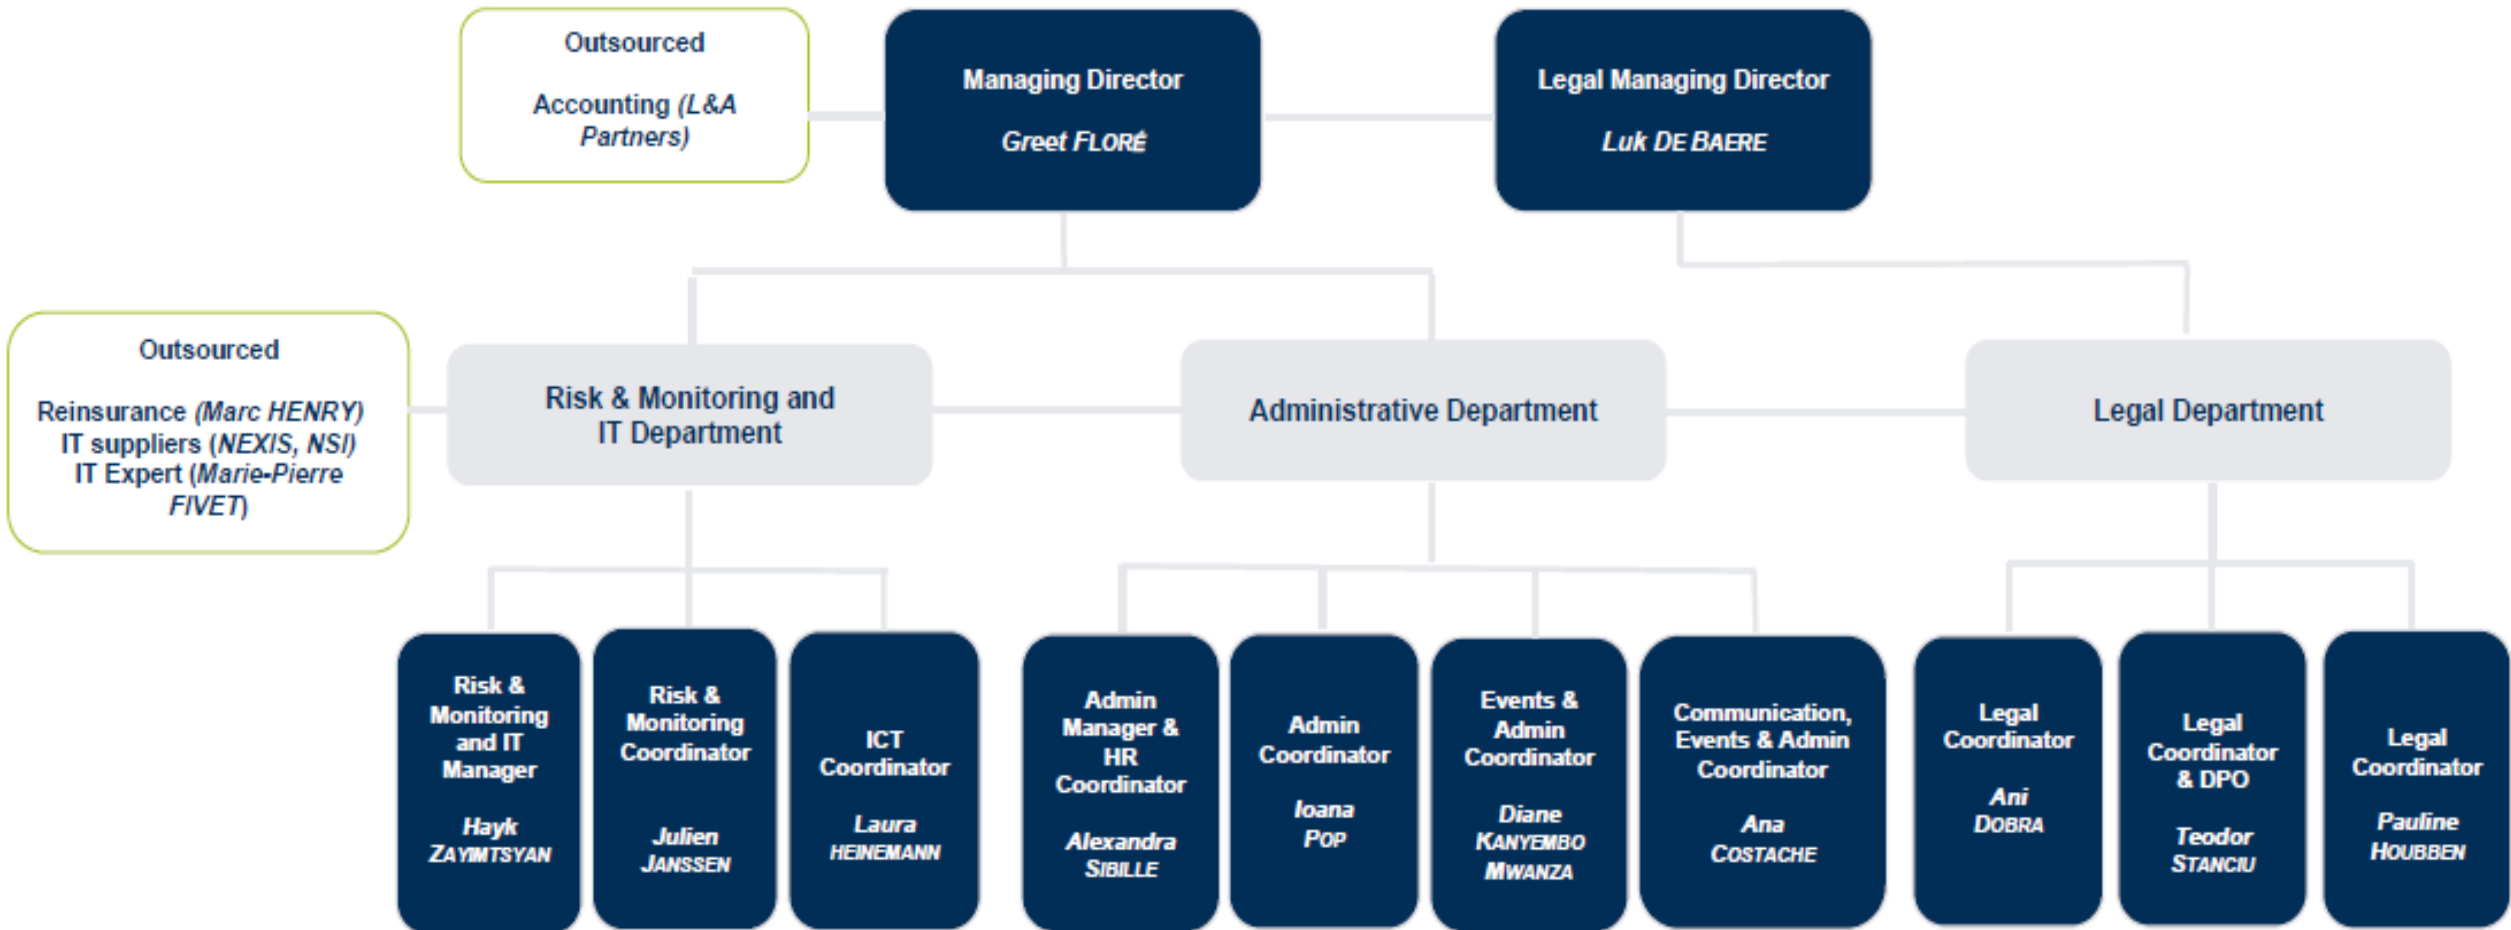 Outsourced
Accounting (L&A
Partners)
Managing Director
Greet FLORÉ
Legal Managing Director
Luk DE BAERE
Outsourced
Reinsurance (Marc HENRY)
IT suppliers (NEXIS, NSI)
IT Expert (Marie-Pierre
FIVET)
Risk & Monitoring and
IT Department
Administrative Department
Legal Department
Risk &
Monitoring
and IT
Manager
Hayk
ZAYIMTSYAN
Risk &
Monitoring
Coordinator
Julien
JANSSEN
ICT
Coordinator
Laura
HEINEMANN
Admin
Manager &
HR
Coordinator
Alexandra
SIBILLE
Admin
Coordinator
Ioana
POP
Events &
Admin
Coordinator
Diane
KANYEMBO
MWANZA
Communication,
Events & Admin
Coordinator
Ana
COSTACHE
Legal
Coordinator
Ani
DOBRA
Legal
Coordinator
& DPO
Teodor
STANCIU
Legal
Coordinator
Pauline
HOUBBEN